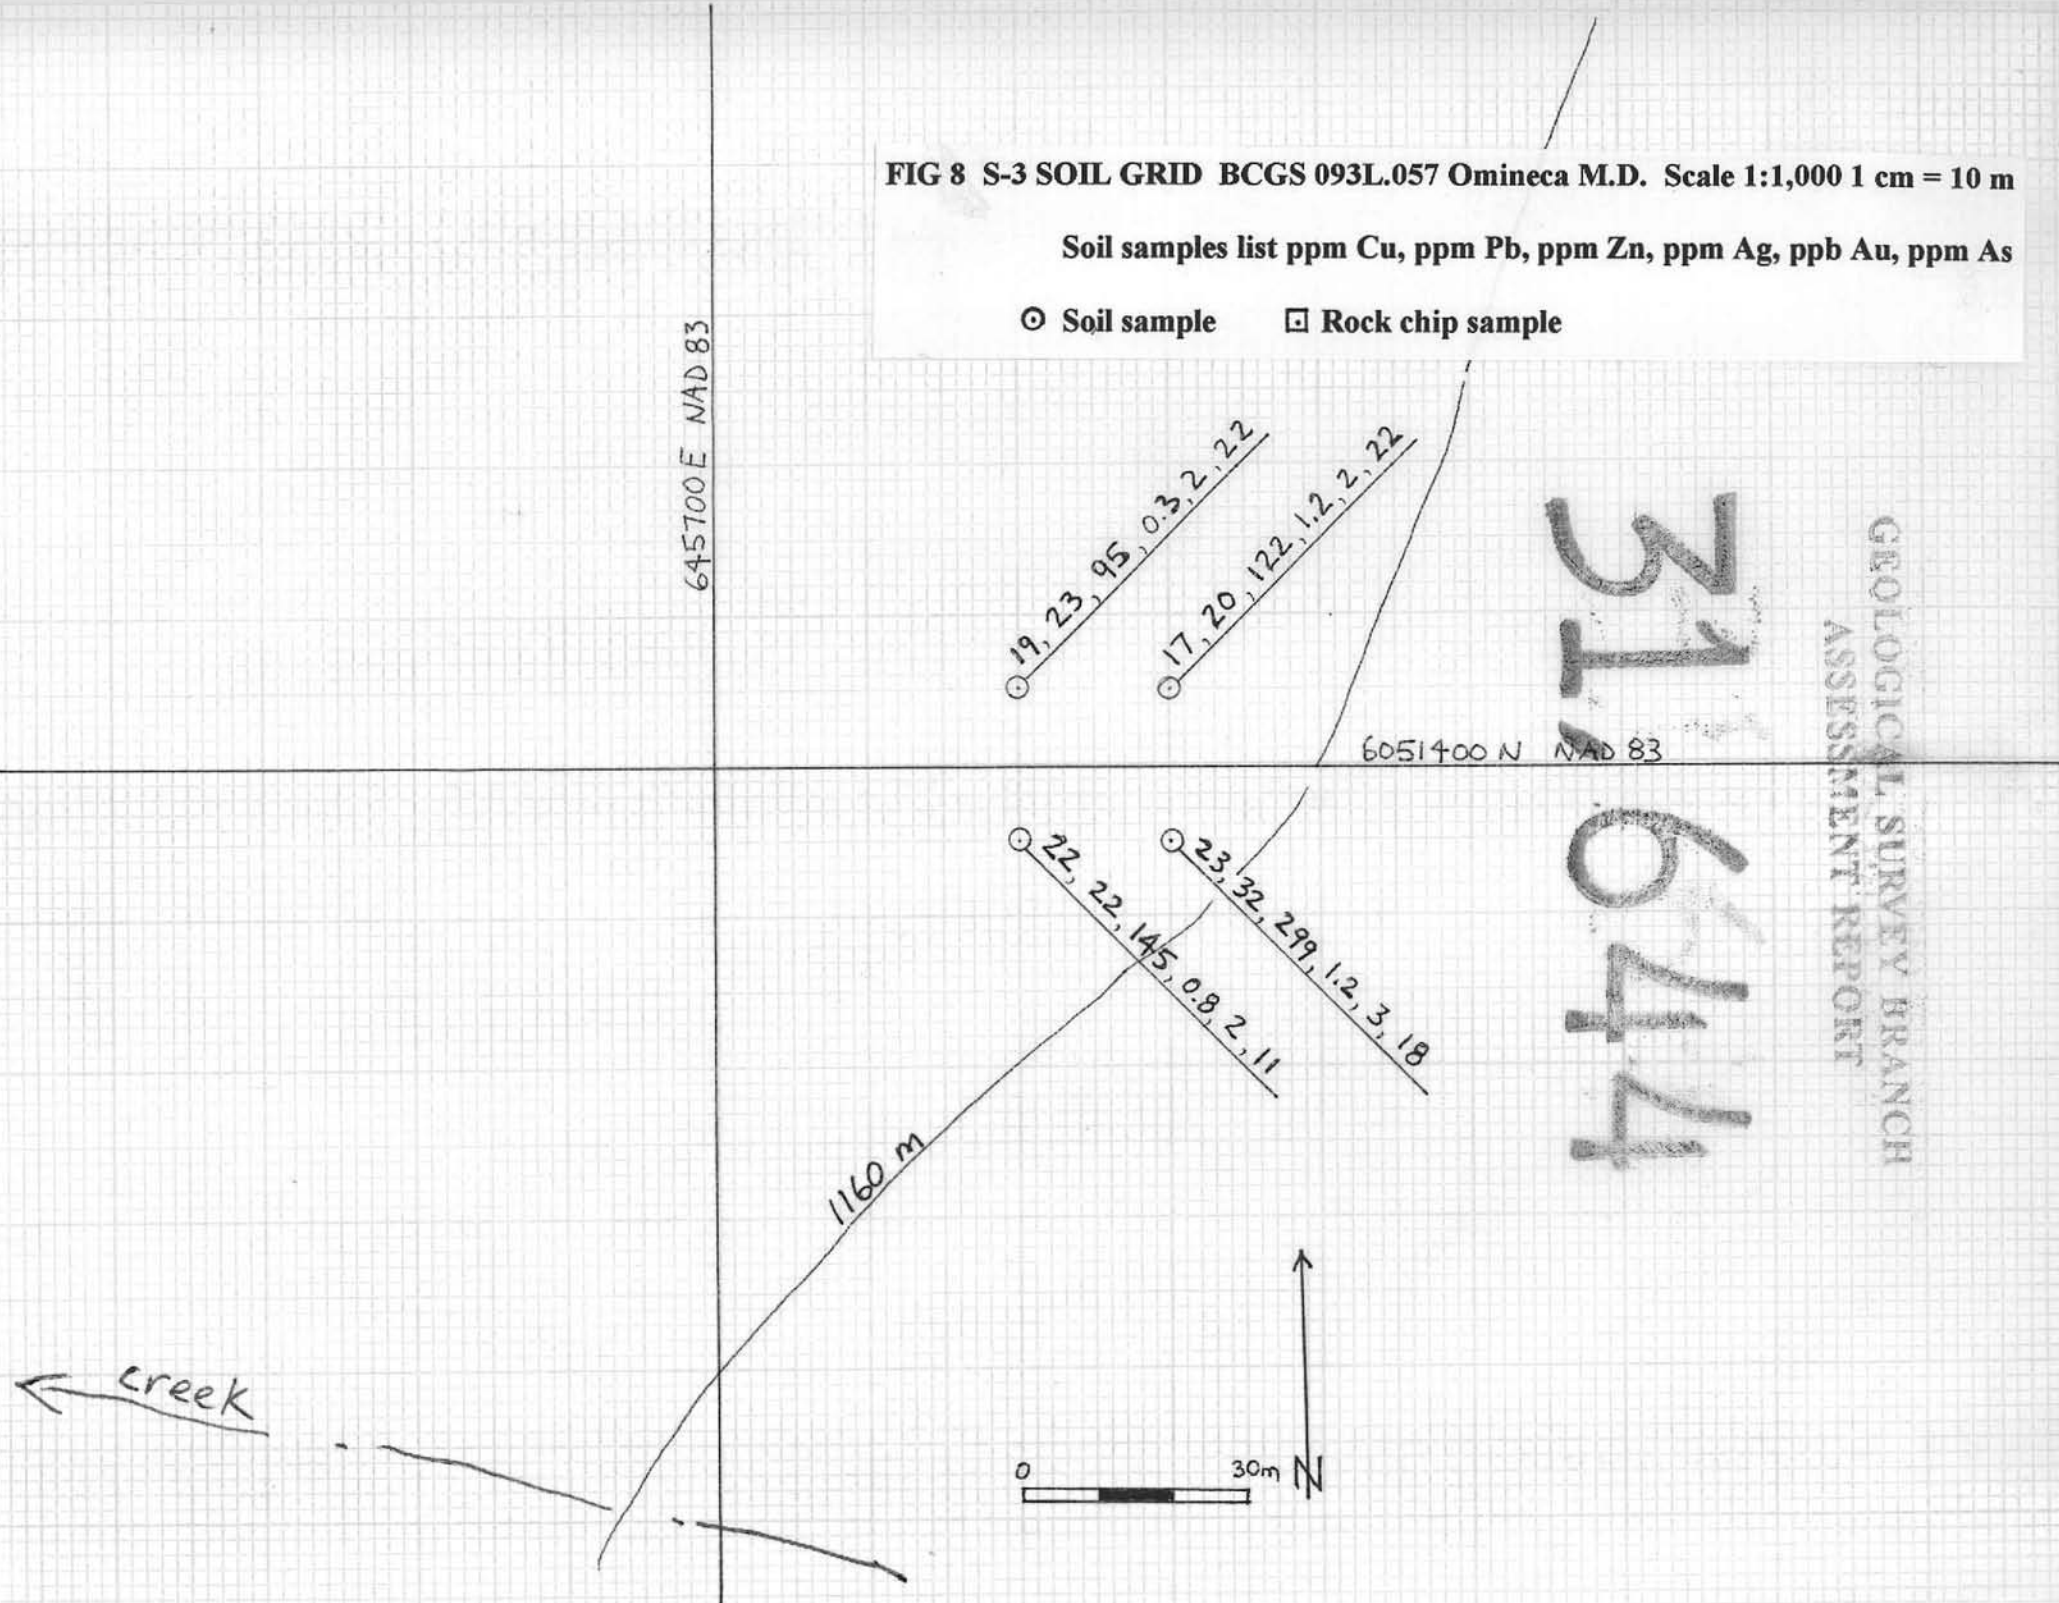 FIG 8 S-3 SOIL GRID BCGS 093L.057 Omineca M.D. Scale 1:1,000 1 cm = 10 m
Soil samples list ppm Cu, ppm Pb, ppm Zn, ppm Ag, ppb Au, ppm As
Soil sample
Rock chip sample
645700 E NAD 83
19, 23, 95, 0.3, 2, 22
17, 20, 122, 1.2, 2, 22
6051400 N NAD 83
22, 22, 145, 0.8, 2, 11
23, 32, 299, 1.2, 3, 18
1160 m
creek
0 30m
N
GEOLOGICAL SURVEY BRANCH
ASSESSMENT REPORT
31,644